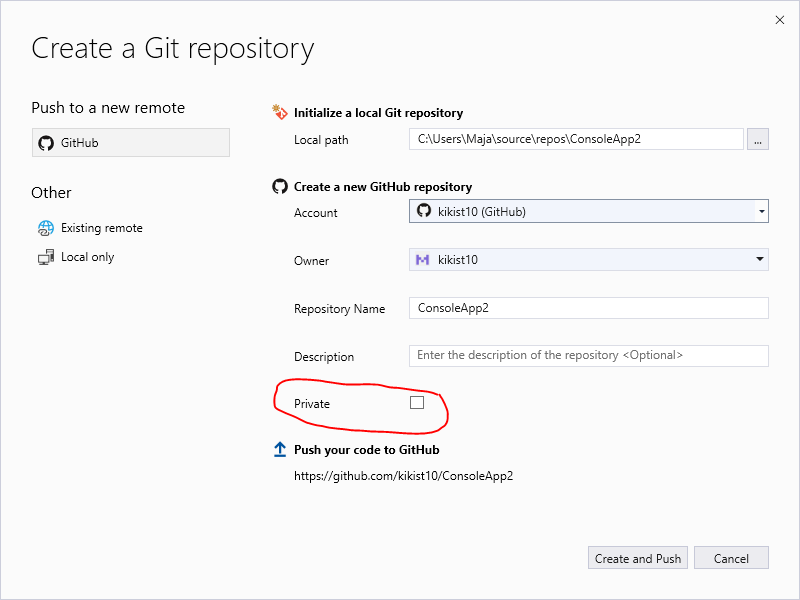 Create a Git repository
Push to a new remote
GitHub
Other
Existing remote
Local only
Initialize a local Git repository
Local path C:\Users\Maja\source\repos\ConsoleApp2 ...
Create a new GitHub repository
Account kikist10 (GitHub)
Owner kikist10
Repository Name ConsoleApp2
Description Enter the description of the repository <Optional>
Private
Push your code to GitHub
https://github.com/kikist10/ConsoleApp2
Create and Push Cancel